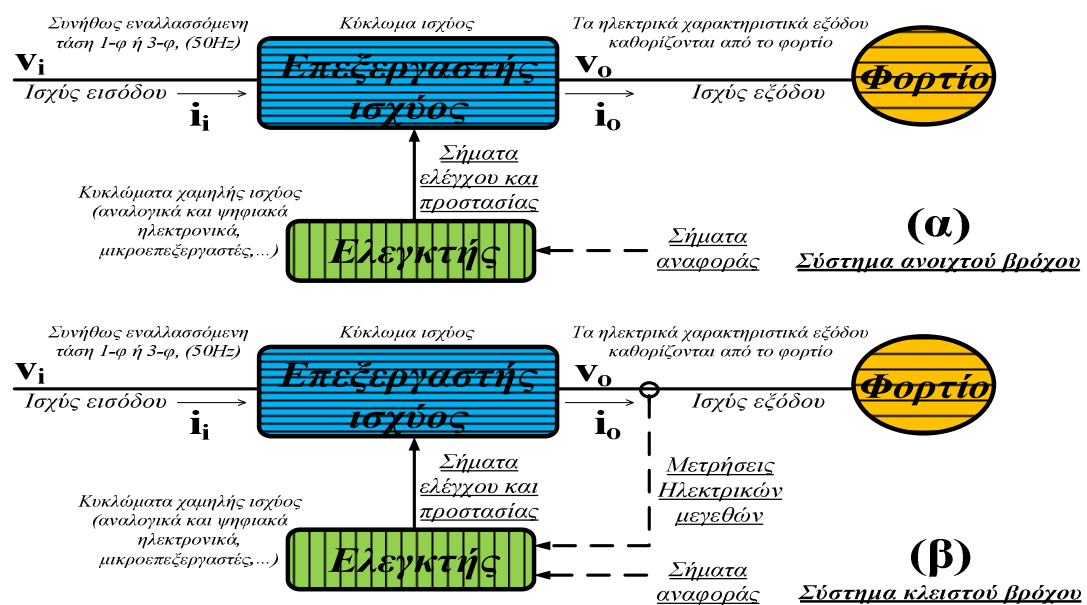 Συνήθως εναλλασσόμενη
τάση 1-φ ή 3-φ, (50Hz)
Κύκλωμα ισχύος
Τα ηλεκτρικά χαρακτηριστικά εξόδου
καθορίζονται από το φορτίο
vi
Επεξεργαστής
ισχύος
vo
Φορτίο
Ισχύς εισόδου
ii
io
Ισχύς εξόδου
Σήματα
ελέγχου και
προστασίας
Κυκλώματα χαμηλής ισχύος
(αναλογικά και ψηφιακά
ηλεκτρονικά,
μικροεπεξεργαστές,...)
Ελεγκτής
Σήματα
αναφοράς
(α)
Σύστημα ανοιχτού βρόχου
Συνήθως εναλλασσόμενη
τάση 1-φ ή 3-φ, (50Hz)
Κύκλωμα ισχύος
Τα ηλεκτρικά χαρακτηριστικά εξόδου
καθορίζονται από το φορτίο
vi
Επεξεργαστής
ισχύος
vo
Φορτίο
Ισχύς εισόδου
ii
io
Ισχύς εξόδου
Σήματα
ελέγχου και
προστασίας
Μετρήσεις
Ηλεκτρικών
μεγεθών
Κυκλώματα χαμηλής ισχύος
(αναλογικά και ψηφιακά
ηλεκτρονικά,
μικροεπεξεργαστές,...)
Ελεγκτής
Σήματα
αναφοράς
(β)
Σύστημα κλειστού βρόχου